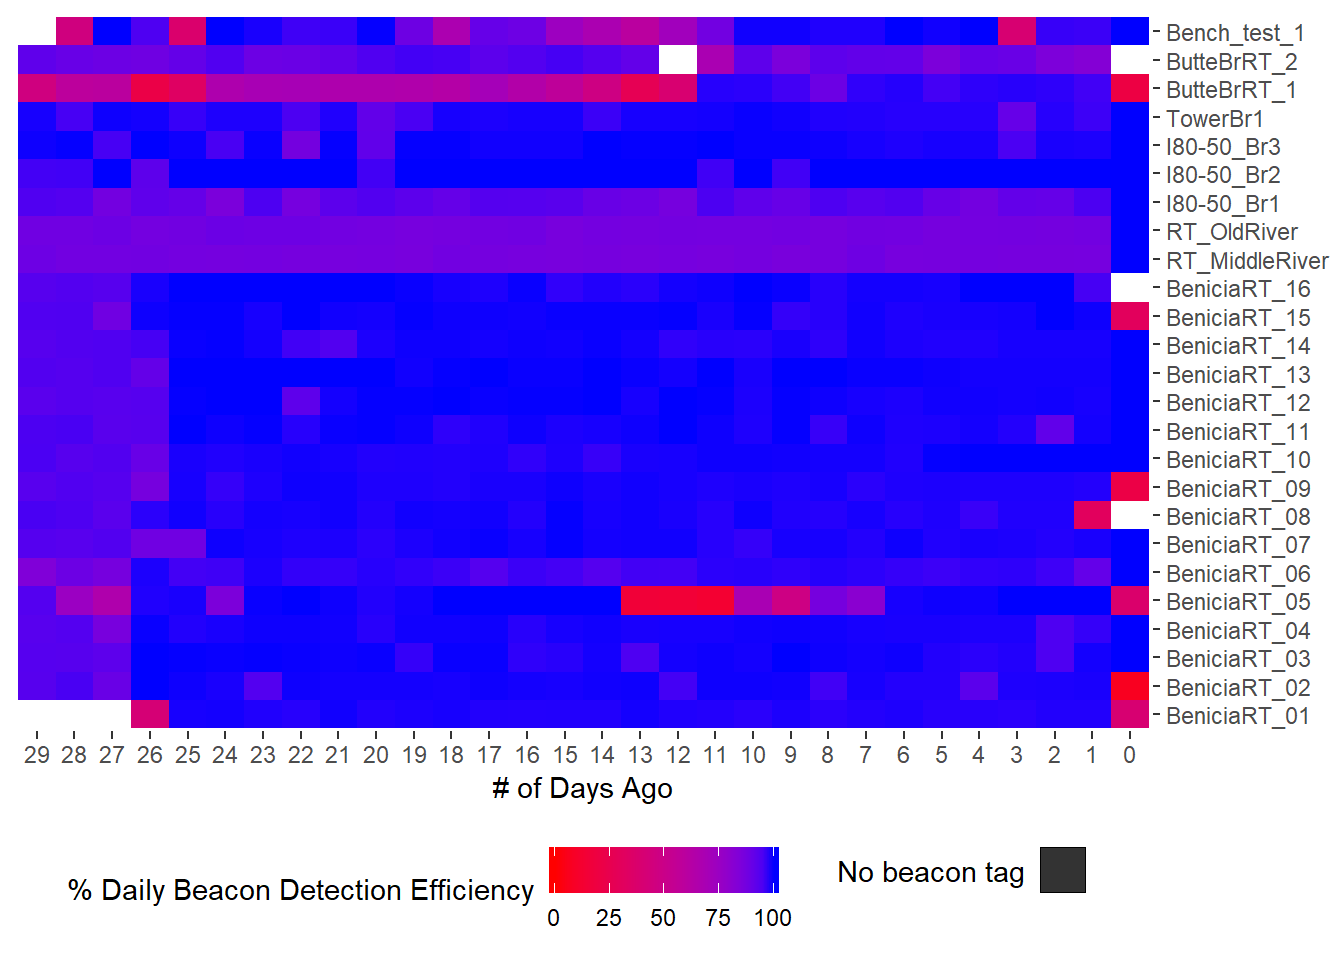 Bench_test_1
ButteBrRT_2
ButteBrRT_1
TowerBr1
I80-50_Br3
I80-50_Br2
I80-50_Br1
RT_OldRiver
RT_MiddleRiver
BeniciaRT_16
BeniciaRT_15
BeniciaRT_14
BeniciaRT_13
BeniciaRT_12
BeniciaRT_11
BeniciaRT_10
BeniciaRT_09
BeniciaRT_08
BeniciaRT_07
BeniciaRT_06
BeniciaRT_05
BeniciaRT_04
BeniciaRT_03
BeniciaRT_02
BeniciaRT_01
29 28 27 26 25 24 23 22 21 20 19 18 17 16 15 14 13 12 11 10 9 8 7 6 5 4 3 2 1 0
# of Days Ago
% Daily Beacon Detection Efficiency
0 25 50 75 100
No beacon tag